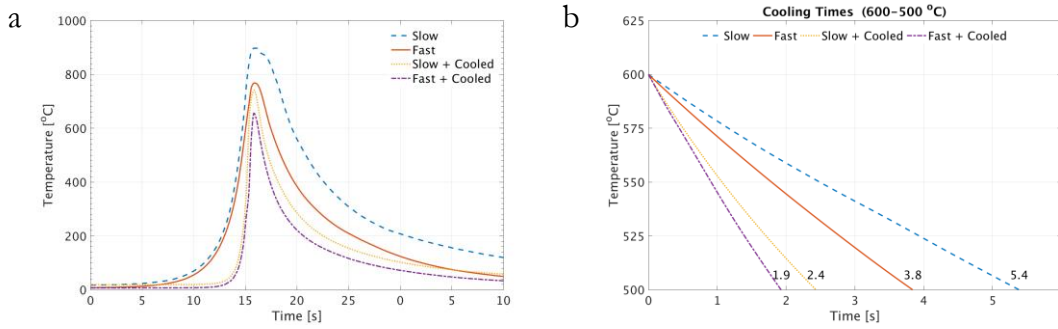 a
1000
800
600
400
200
0
Temperature [°C]
0 5 10 15 20 25 0 5 10
Time [s]
Slow
Fast
Slow + Cooled
Fast + Cooled
b
Cooling Times (600-500 °C)
Slow Fast Slow + Cooled Fast + Cooled
625
600
575
550
525
500
Temperature [°C]
1.9 2.4 3.8 5.4
0 1 2 3 4 5
Time [s]